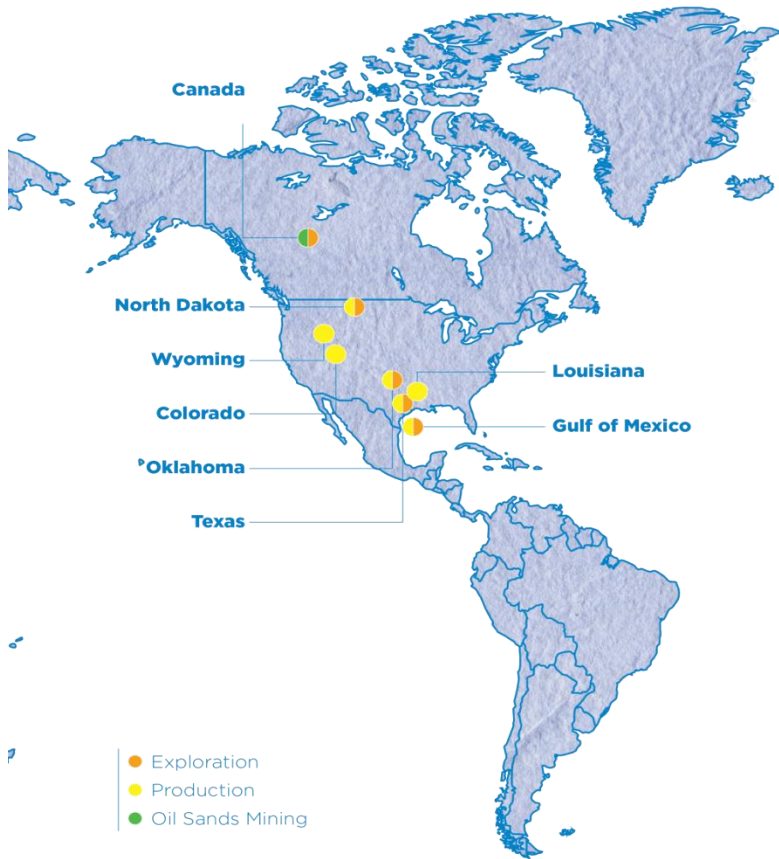 Canada
North Dakota
Wyoming
Louisiana
Colorado
Gulf of Mexico
Oklahoma
Texas
Exploration
Production
Oil Sands Mining